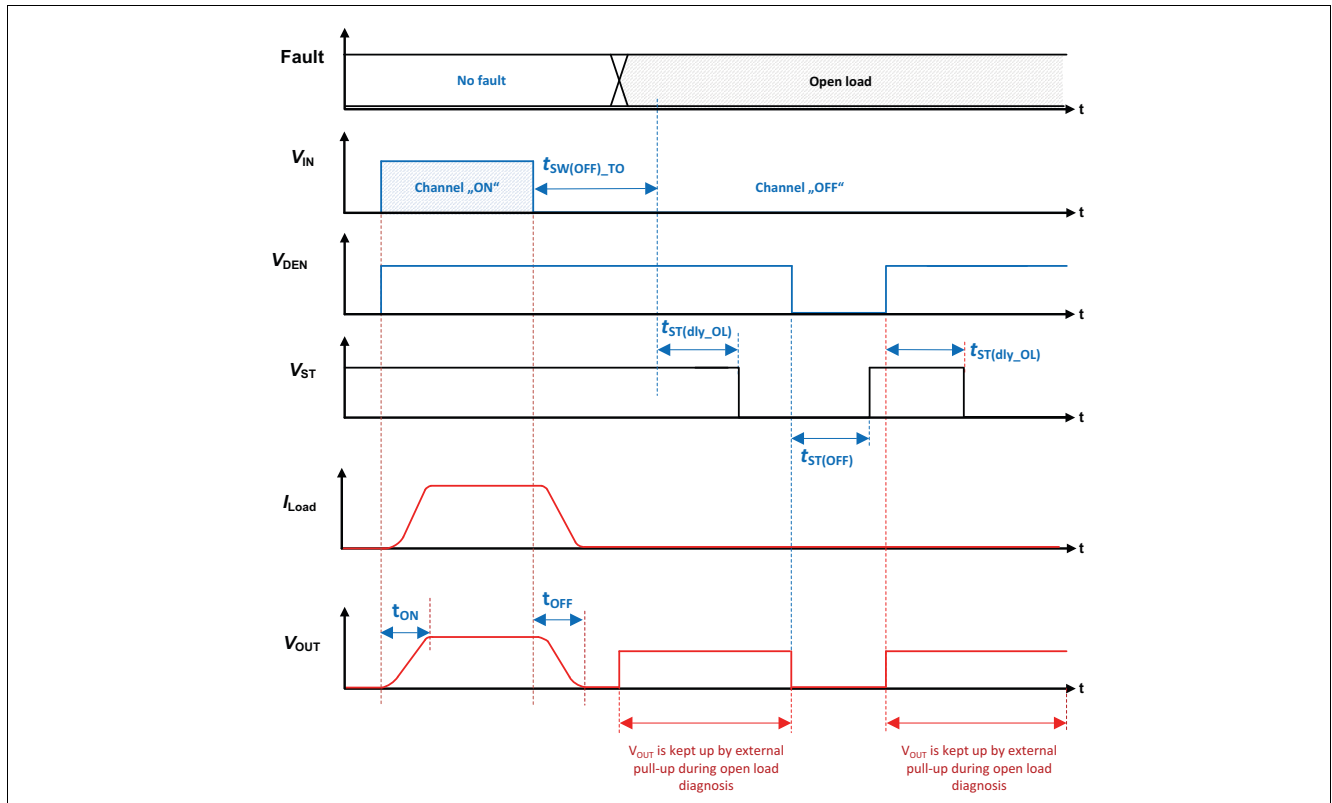 Fault
No fault
Open load
t
VIN
Channel „ON“
tSW(OFF)_TO
Channel „OFF“
t
VDEN
t
tST(dly_OL)
tST(dly_OL)
VST
t
tST(OFF)
ILoad
t
tON
tOFF
VOUT
t
VOUT is kept up by external
pull-up during open load
diagnosis
VOUT is kept up by external
pull-up during open load
diagnosis